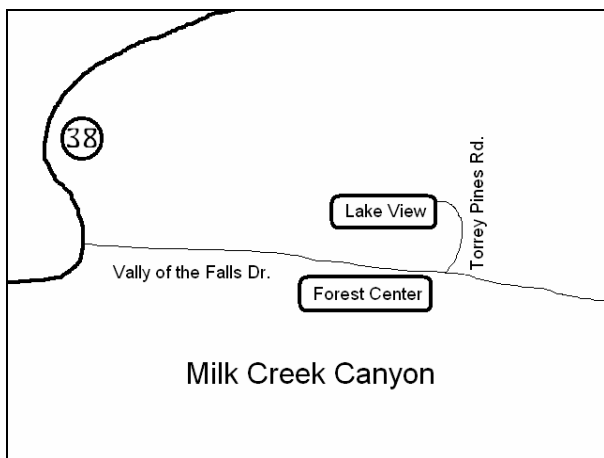 38
Torrey Pines Rd.
Lake View
Vally of the Falls Dr.
Forest Center
Milk Creek Canyon